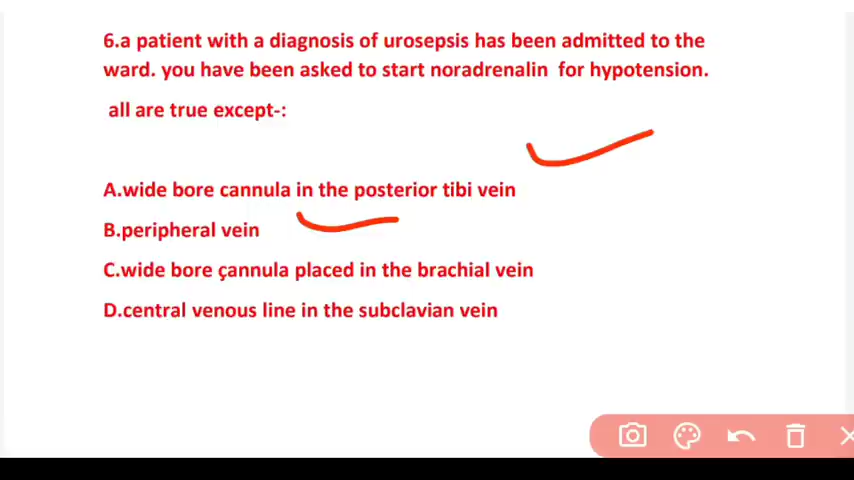 6.a patient with a diagnosis of urosepsis has been admitted to the
ward. you have been asked to start noradrenalin for hypotension.
all are true except-:
A.wide bore cannula in the posterior tibi vein
B.peripheral vein
C.wide bore çannula placed in the brachial vein
D.central venous line in the subclavian vein